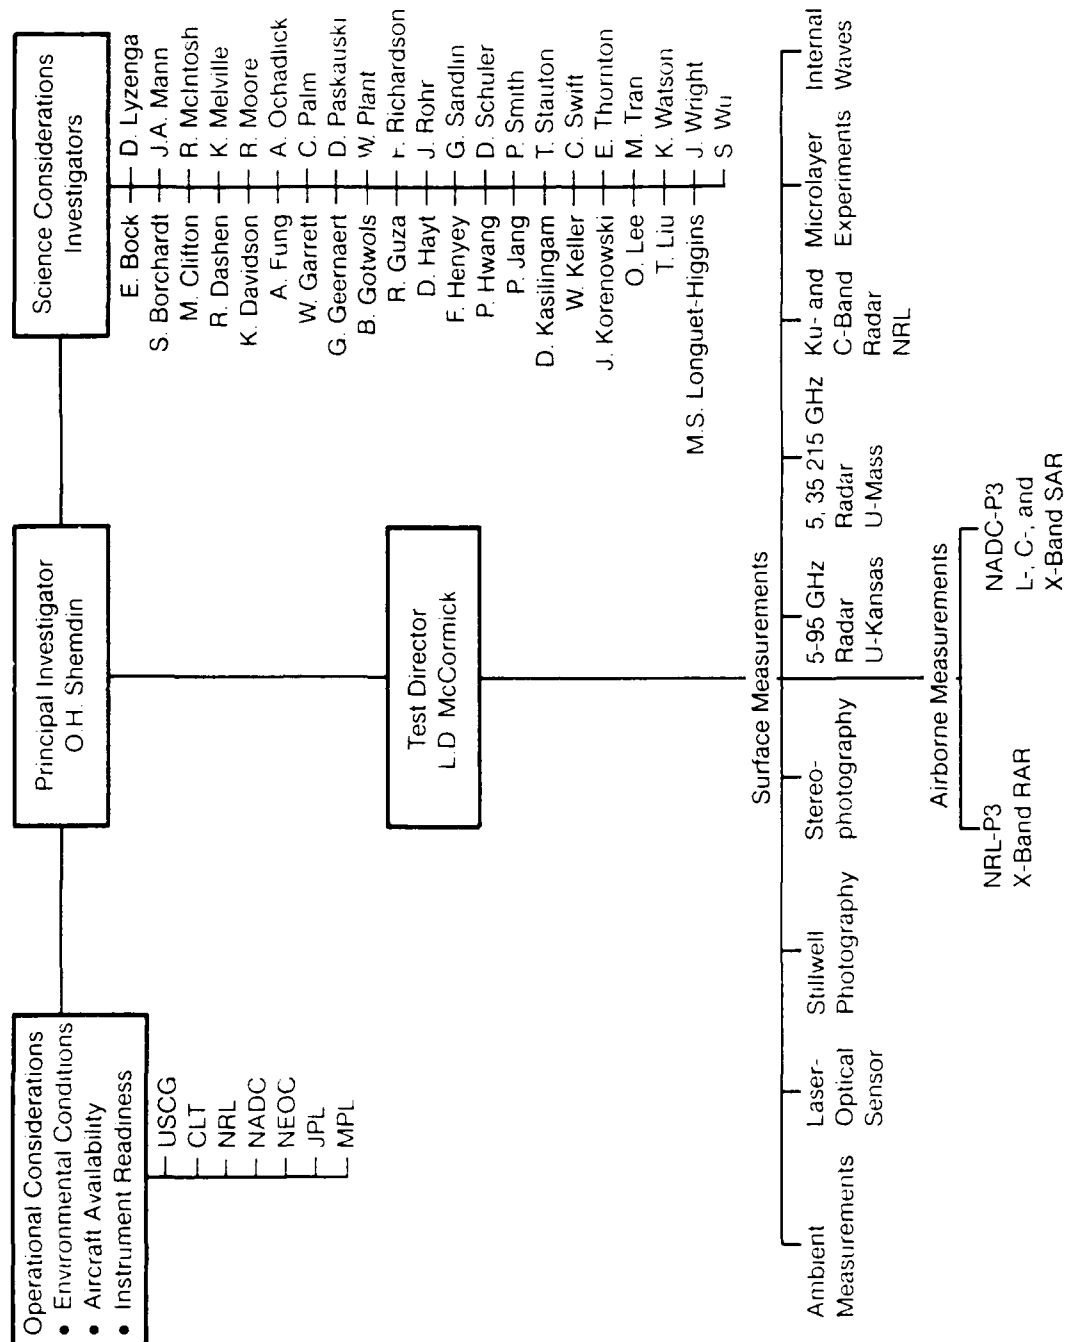 Operational Considerations
• Environmental Conditions
• Aircraft Availability
• Instrument Readiness
USCG
CLT
NRL
NADC
NEOC
JPL
MPL
Principal Investigator
O.H. Shemdin
Science Considerations
Investigators
E. Bock D. Lyzenga
S. Borchardt J.A. Mann
M. Clifton R. McIntosh
R. Dashen K. Melville
K. Davidson R. Moore
A. Fung A. Ochadlick
W. Garrett C. Palm
G. Geernaert D. Paskauski
B. Gotwols W. Plant
R. Guza F. Richardson
D. Hayt J. Rohr
F. Henyey G. Sandlin
P. Hwang D. Schuler
P. Jang P. Smith
D. Kasilingam T. Stauton
W. Keller C. Swift
J. Korenowski E. Thornton
O. Lee M. Tran
T. Liu K. Watson
M.S. Longuet-Higgins J. Wright
S. Wu
Test Director
L.D McCormick
Surface Measurements
Ambient
Measurements
Laser-
Optical
Sensor
Stillwell
Photography
Stereo-
photography
5-95 GHz
Radar
U-Kansas
5, 35 215 GHz
Radar
U-Mass
Ku- and
C-Band
Radar
NRL
Microlayer
Experiments
Internal
Waves
Airborne Measurements
NRL-P3
X-Band RAR
NADC-P3
L-, C-, and
X-Band SAR